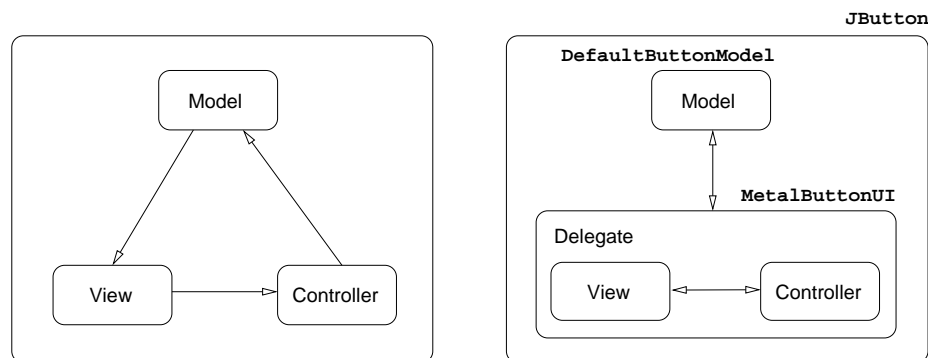 Model
View
Controller
JButton
DefaultButtonModel
Model
MetalButtonUI
Delegate
View
Controller